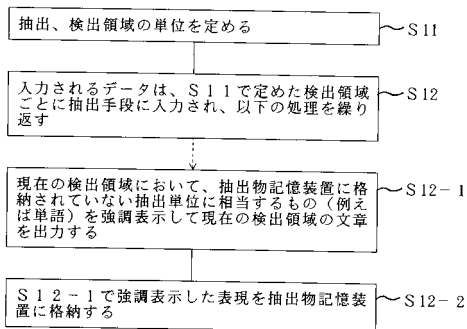 抽出、検出領域の単位を定める
S11
入力されるデータは、S11で定めた検出領域
ごとに抽出手段に入力され、以下の処理を繰り
返す
S12
現在の検出領域において、抽出物記憶装置に格
納されていない抽出単位に相当するもの（例え
ば単語）を強調表示して現在の検出領域の文章
を出力する
S12-1
S12-1で強調表示した表現を抽出物記憶装
置に格納する
S12-2